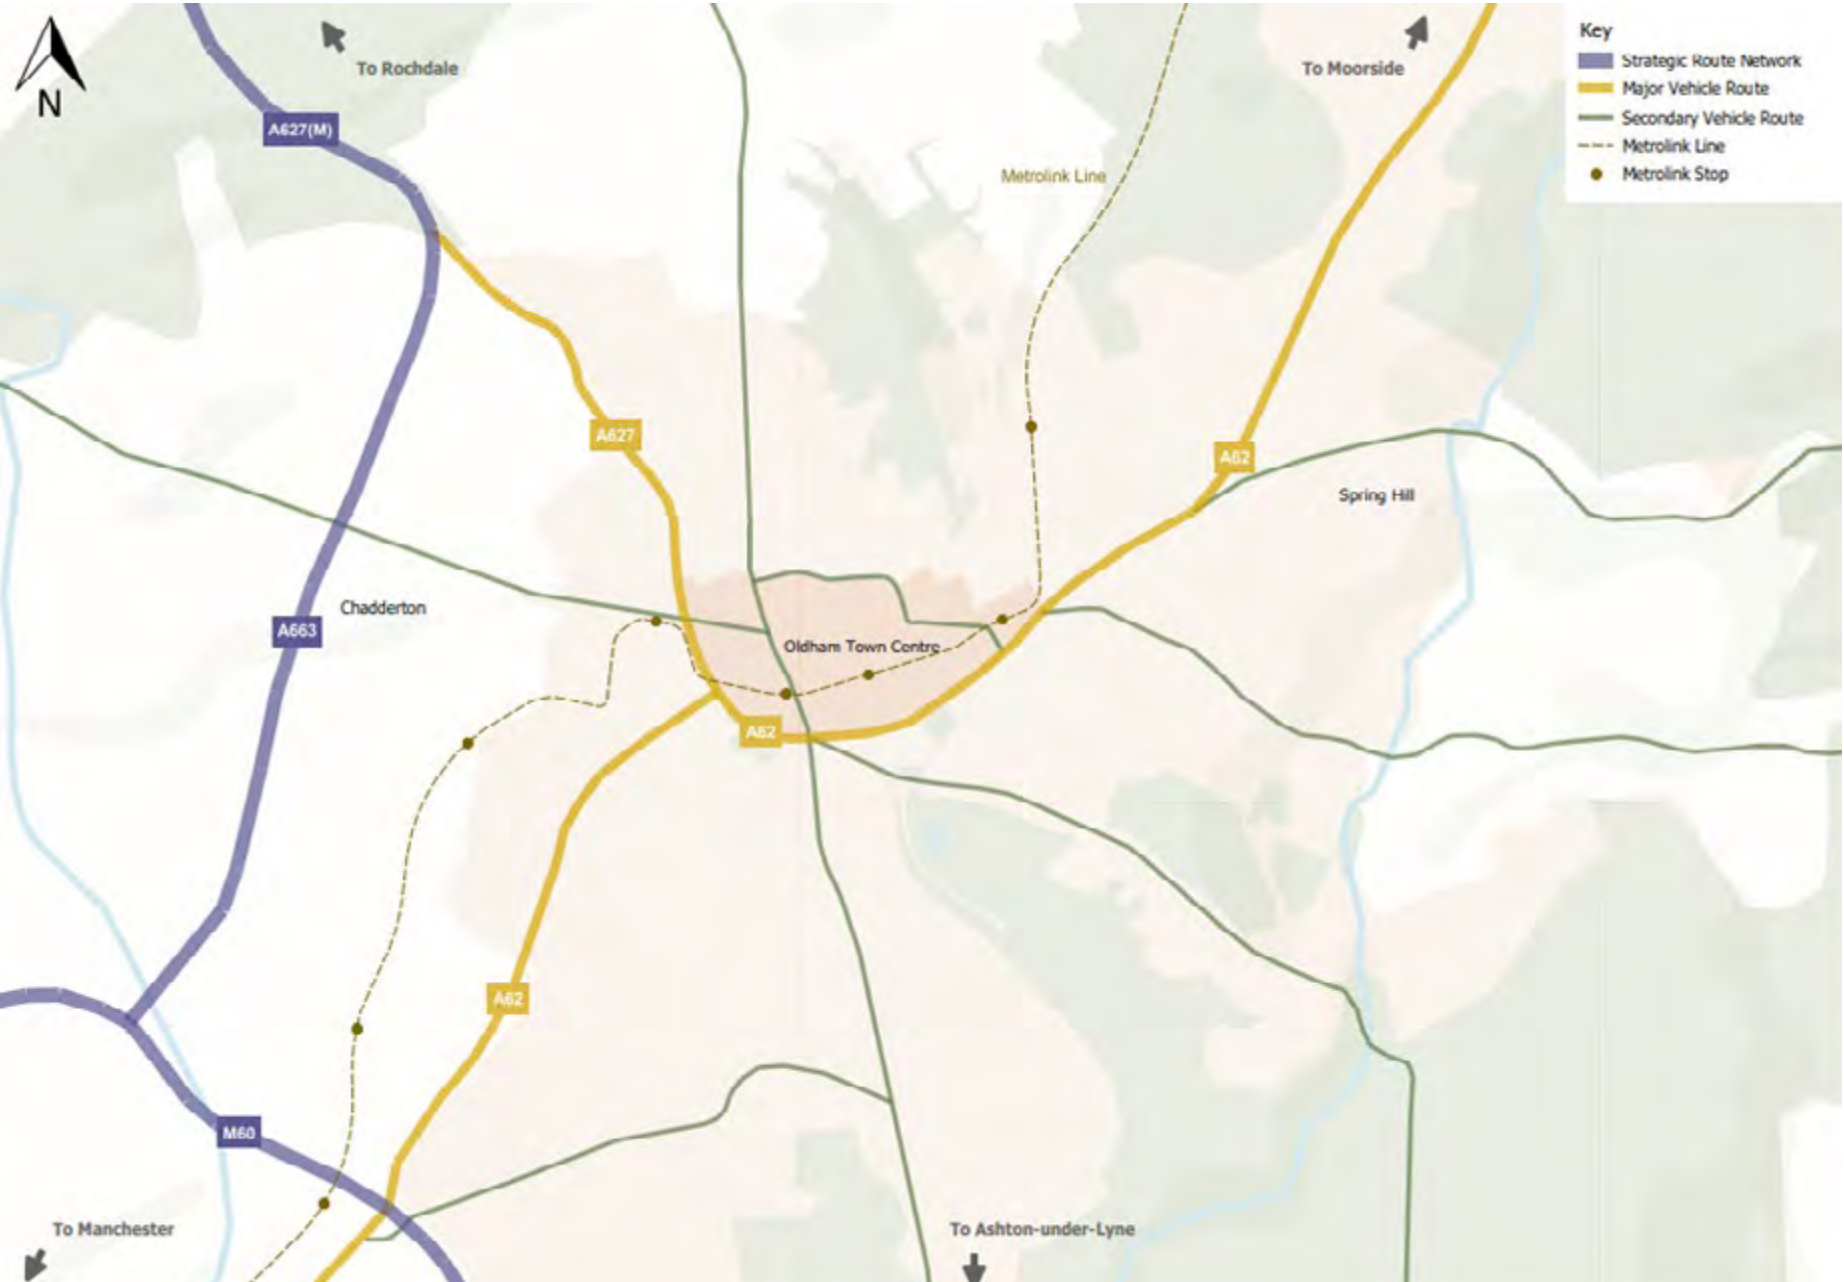 Key
Strategic Route Network
Major Vehicle Route
Secondary Vehicle Route
Metrolink Line
Metrolink Stop
N
To Rochdale
To Moorside
A627(M)
Metrolink Line
A627
A62
Spring Hill
Chadderton
A663
Oldham Town Centre
A62
A62
M60
To Manchester
To Ashton-under-Lyne